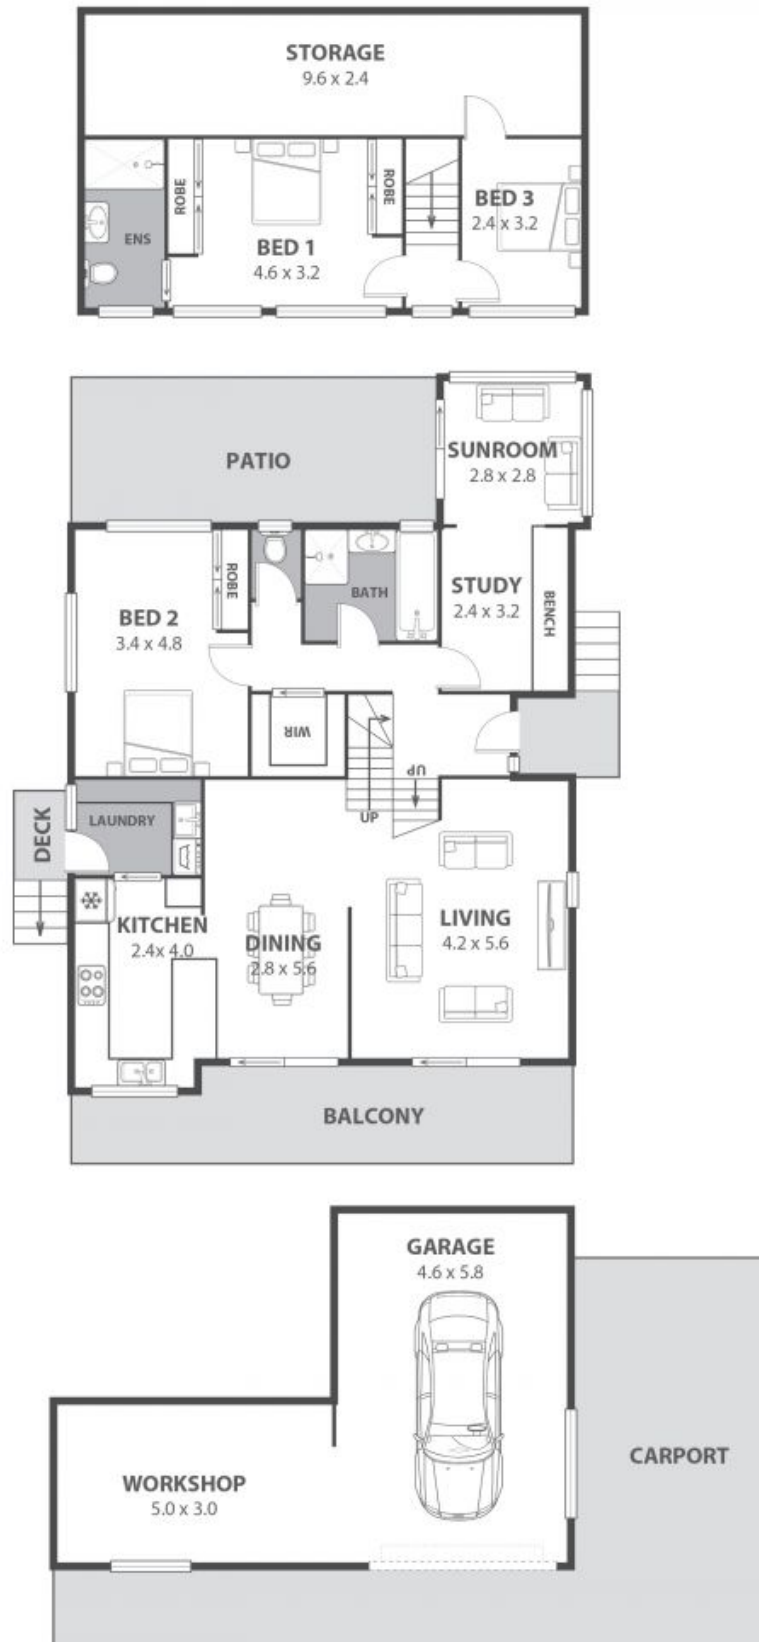 STORAGE
9.6 x 2.4
ROBE
ROBE
BED 3
2.4 x 3.2
ENS
BED 1
4.6 x 3.2
PATIO
SUNROOM
2.8 x 2.8
ROBE
BATH
STUDY
2.4 x 3.2
BENCH
BED 2
3.4 x 4.8
WIR
UP
UP
DECK
LAUNDRY
KITCHEN
2.4x 4.0
DINING
2.8 x 5.6
LIVING
4.2 x 5.6
BALCONY
GARAGE
4.6 x 5.8
CARPORT
WORKSHOP
5.0 x 3.0